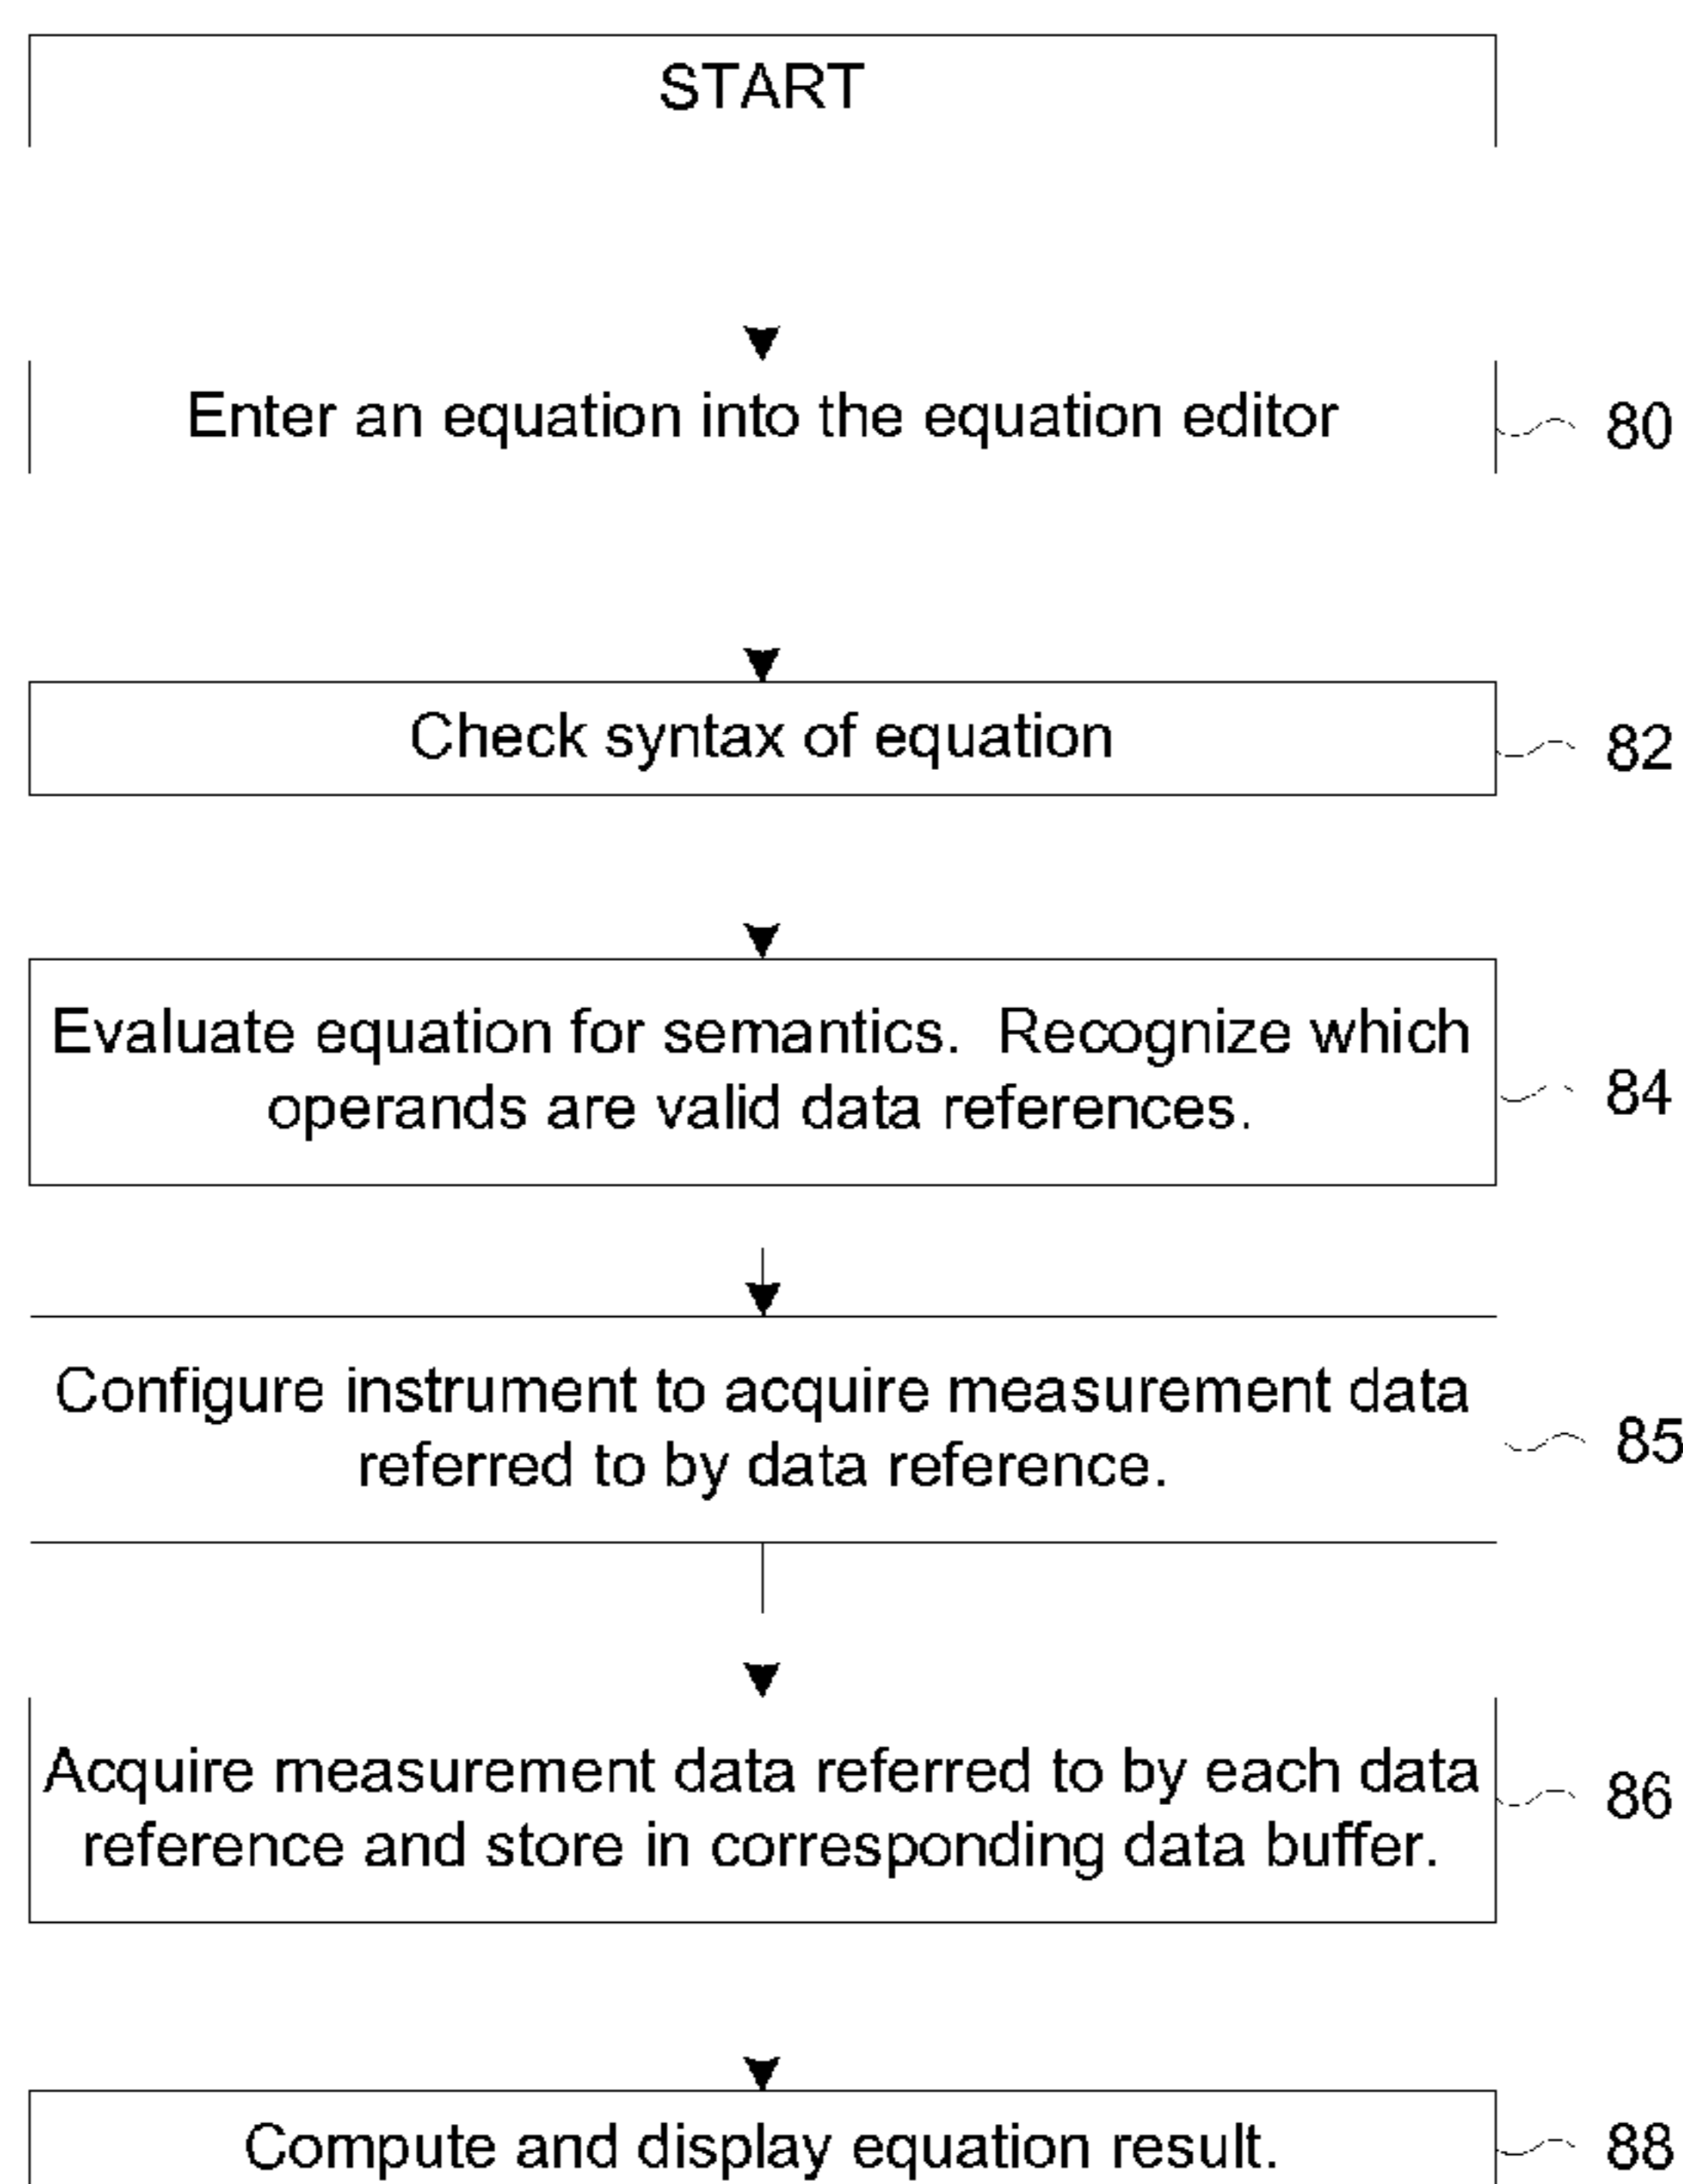 START
Enter an equation into the equation editor
80
Check syntax of equation
82
Evaluate equation for semantics. Recognize which
operands are valid data references.
84
Configure instrument to acquire measurement data
referred to by data reference.
85
Acquire measurement data referred to by each data
reference and store in corresponding data buffer.
86
Compute and display equation result.
88